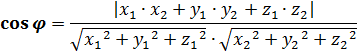 cos φ = |x₁ · x₂ + y₁ · y₂ + z₁ · z₂| / √(x₁² + y₁² + z₁²) · √(x₂² + y₂² + z₂²)